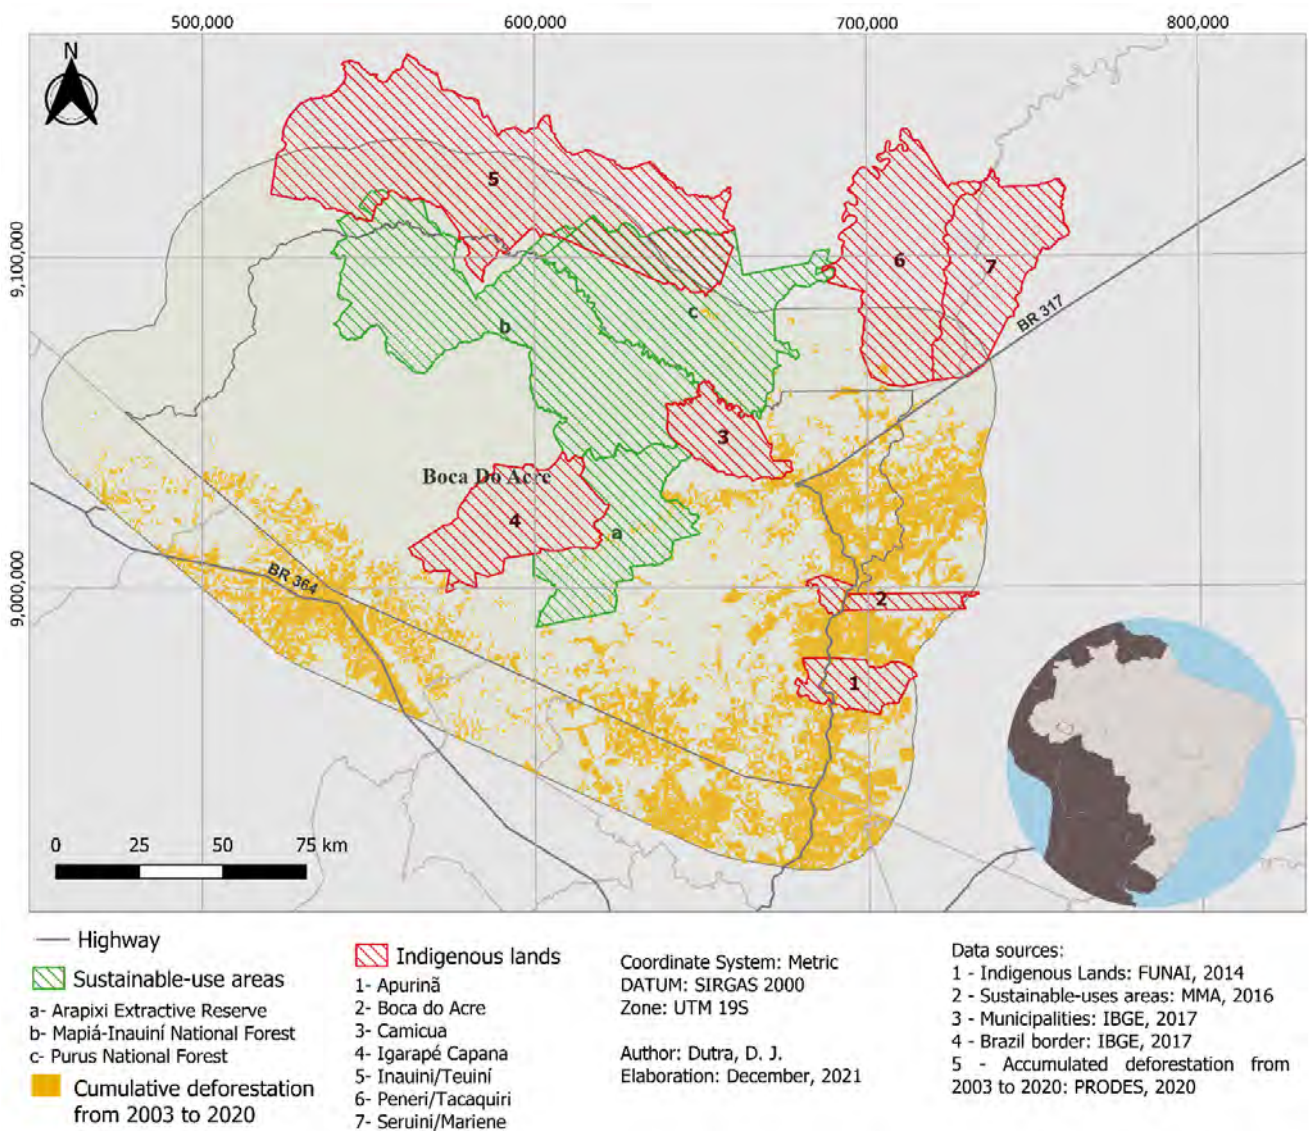 500,000 600,000 700,000 800,000
N
9,100,000
9,000,000
5
6
7
c
b
BR 317
3
Boca Do Acre
4
a
BR 364
2
1
0 25 50 75 km
Highway
Sustainable-use areas
a- Arapixi Extractive Reserve
b- Mapiá-Inauiní National Forest
c- Purus National Forest
Cumulative deforestation
from 2003 to 2020
Indigenous lands
1- Apurinã
2- Boca do Acre
3- Camicua
4- Igarapé Capana
5- Inauini/Teuiní
6- Peneri/Tacaquiri
7- Seruini/Mariene
Coordinate System: Metric
DATUM: SIRGAS 2000
Zone: UTM 19S
Author: Dutra, D. J.
Elaboration: December, 2021
Data sources:
1 - Indigenous Lands: FUNAI, 2014
2 - Sustainable-uses areas: MMA, 2016
3 - Municipalities: IBGE, 2017
4 - Brazil border: IBGE, 2017
5 - Accumulated deforestation from
2003 to 2020: PRODES, 2020